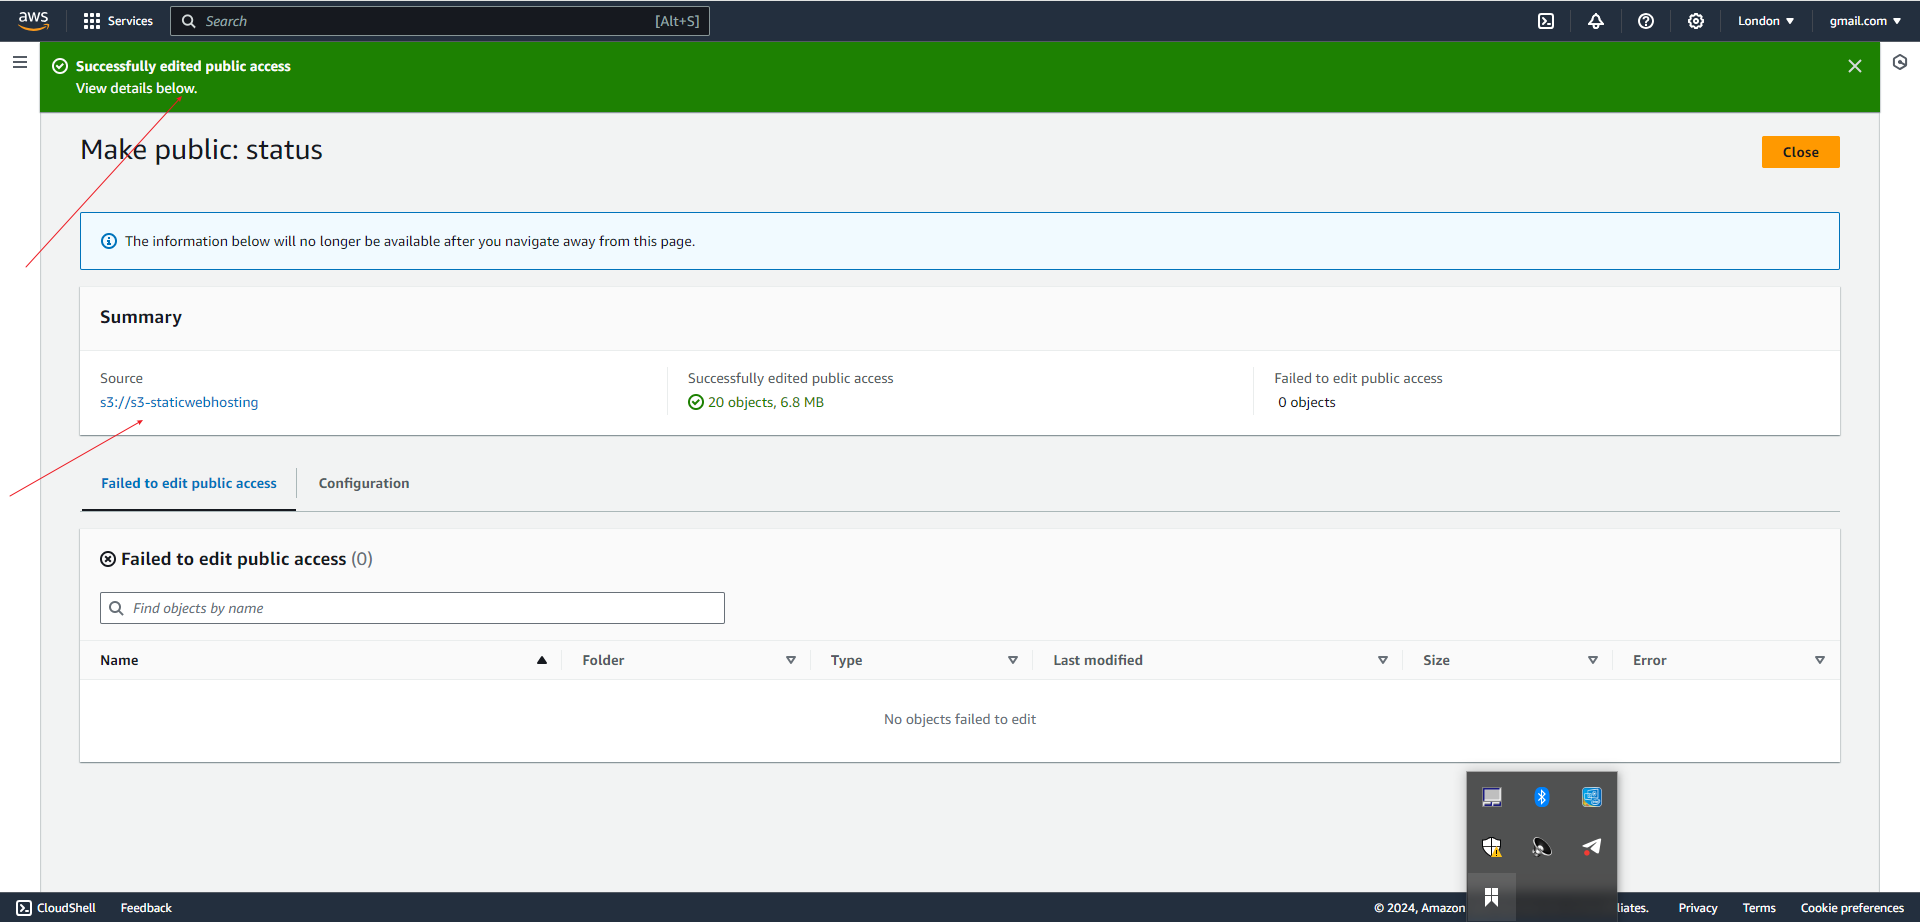 aws
Services
Search
[Alt+S]
London
gmail.com
Successfully edited public access
View details below.
Make public: status
Close
The information below will no longer be available after you navigate away from this page.
Summary
Source
s3://s3-staticwebhosting
Successfully edited public access
20 objects, 6.8 MB
Failed to edit public access
0 objects
Failed to edit public access
Configuration
Failed to edit public access (0)
Find objects by name
Name
Folder
Type
Last modified
Size
Error
No objects failed to edit
CloudShell
Feedback
© 2024, Amazon
liates.
Privacy
Terms
Cookie preferences